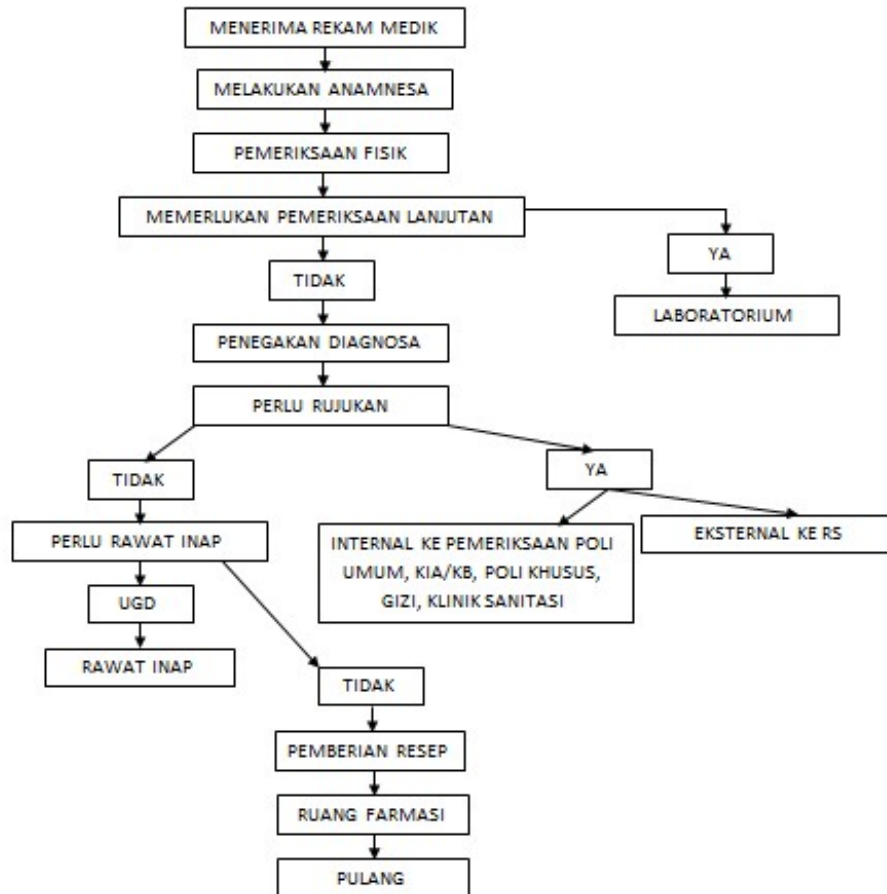 MENERIMA REKAM MEDIK
MELAKUKAN ANAMNESA
PEMERIKSAAN FISIK
MEMERLUKAN PEMERIKSAAN LANJUTAN
YA
TIDAK
LABORATORIUM
PENEGAKAN DIAGNOSA
PERLU RUJUKAN
TIDAK
YA
PERLU RAWAT INAP
INTERNAL KE PEMERIKSAAN POLI
UMUM, KIA/KB, POLI KHUSUS,
GIZI, KLINIK SANITASI
EKSTERNAL KE RS
UGD
RAWAT INAP
TIDAK
PEMBERIAN RESEP
RUANG FARMASI
PULANG